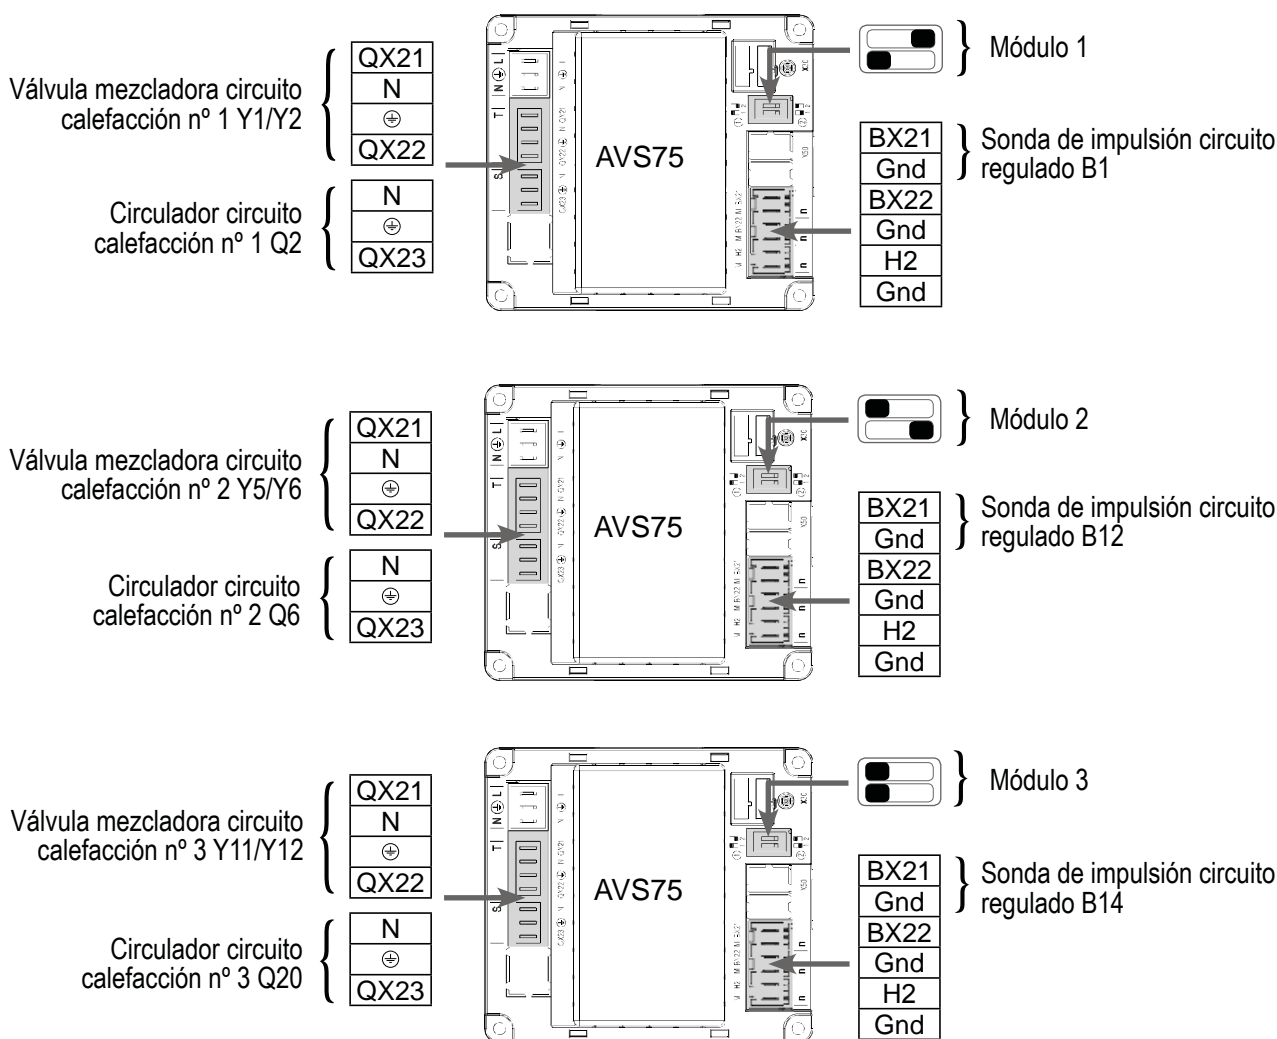 Válvula mezcladora circuito
calefacción nº 1 Y1/Y2
QX21
N
QX22
Circulador circuito
calefacción nº 1 Q2
N
QX23
AVS75
Módulo 1
BX21
Gnd
BX22
Gnd
H2
Gnd
Sonda de impulsión circuito
regulado B1
Válvula mezcladora circuito
calefacción nº 2 Y5/Y6
QX21
N
QX22
Circulador circuito
calefacción nº 2 Q6
N
QX23
AVS75
Módulo 2
BX21
Gnd
BX22
Gnd
H2
Gnd
Sonda de impulsión circuito
regulado B12
Válvula mezcladora circuito
calefacción nº 3 Y11/Y12
QX21
N
QX22
Circulador circuito
calefacción nº 3 Q20
N
QX23
AVS75
Módulo 3
BX21
Gnd
BX22
Gnd
H2
Gnd
Sonda de impulsión circuito
regulado B14